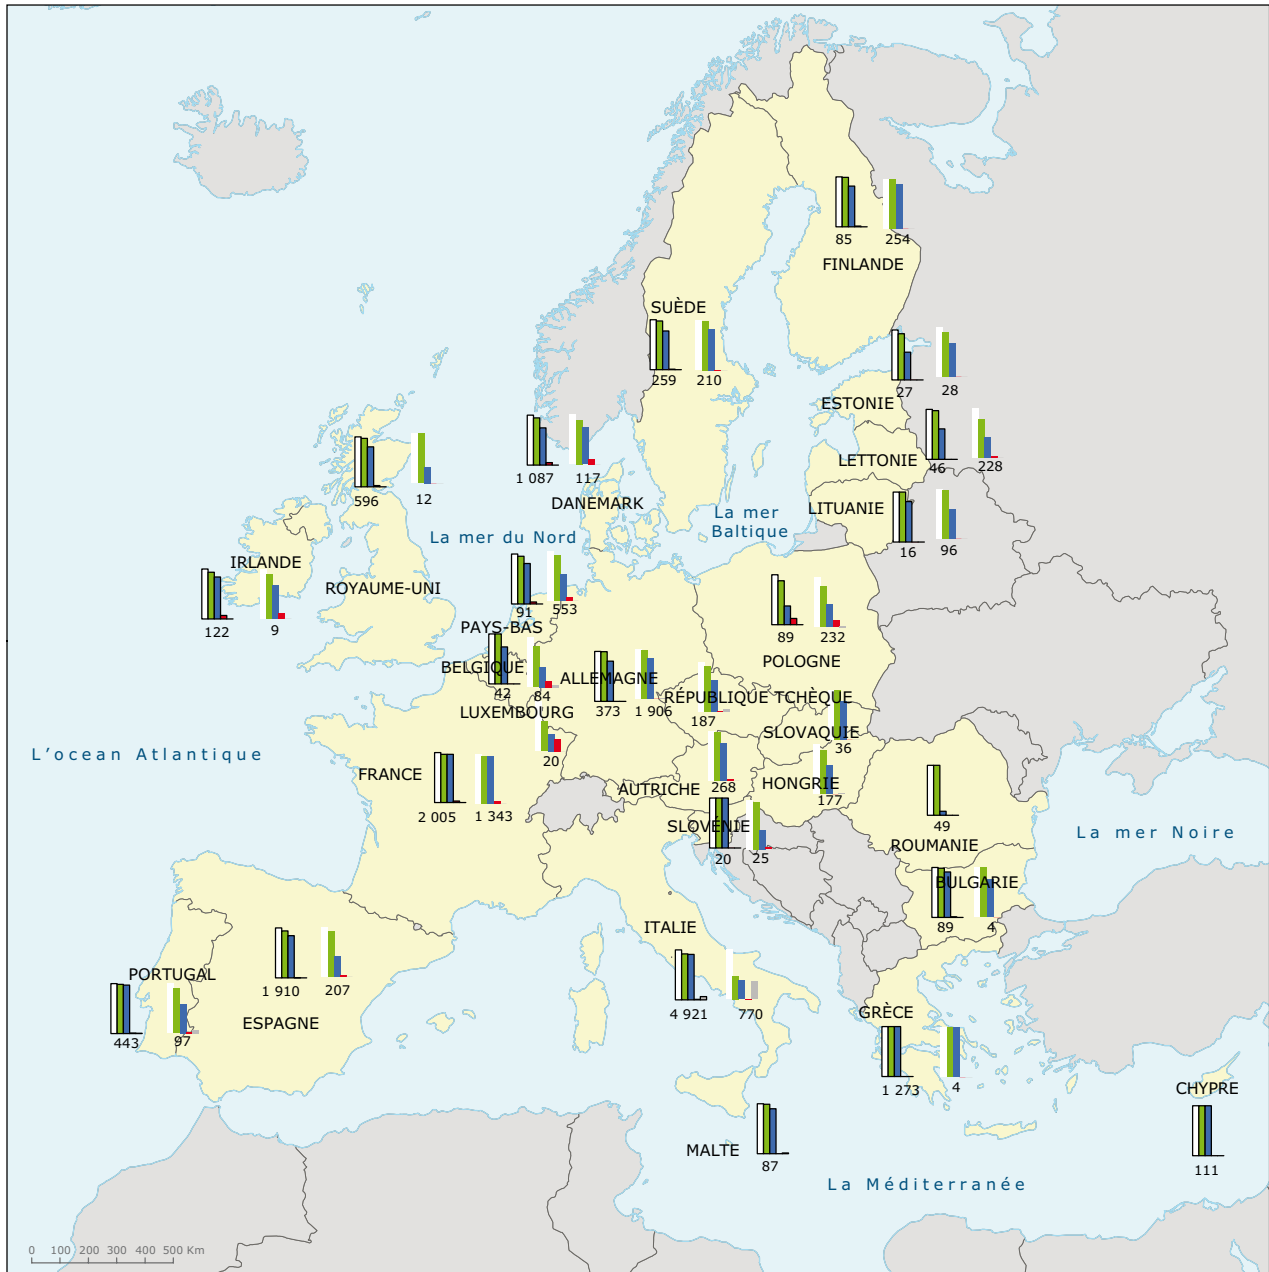 85
254
FINLANDE
SUÈDE
259
210
27
28
ESTONIE
1 087
117
DANEMARK
LETTONIE
46
228
596
12
La mer
Baltique
LITUANIE
16
96
La mer du Nord
IRLANDE
122
9
ROYAUME-UNI
91
553
PAYS-BAS
89
232
POLOGNE
BELGIQUE
42
84
ALLEMAGNE
373
1 906
RÉPUBLIQUE TCHÈQUE
187
LUXEMBOURG
20
SLOVAQUIE
36
L'ocean Atlantique
FRANCE
2 005
1 343
AUTRICHE
268
HONGRIE
177
SLOVÉNIE
20
25
49
ROUMANIE
La mer Noire
BULGARIE
89
4
ITALIE
4 921
770
PORTUGAL
443
97
1 910
207
ESPAGNE
GRÈCE
1 273
4
CHYPRE
111
MALTE
87
La Méditerranée
0 100 200 300 400 500 Km